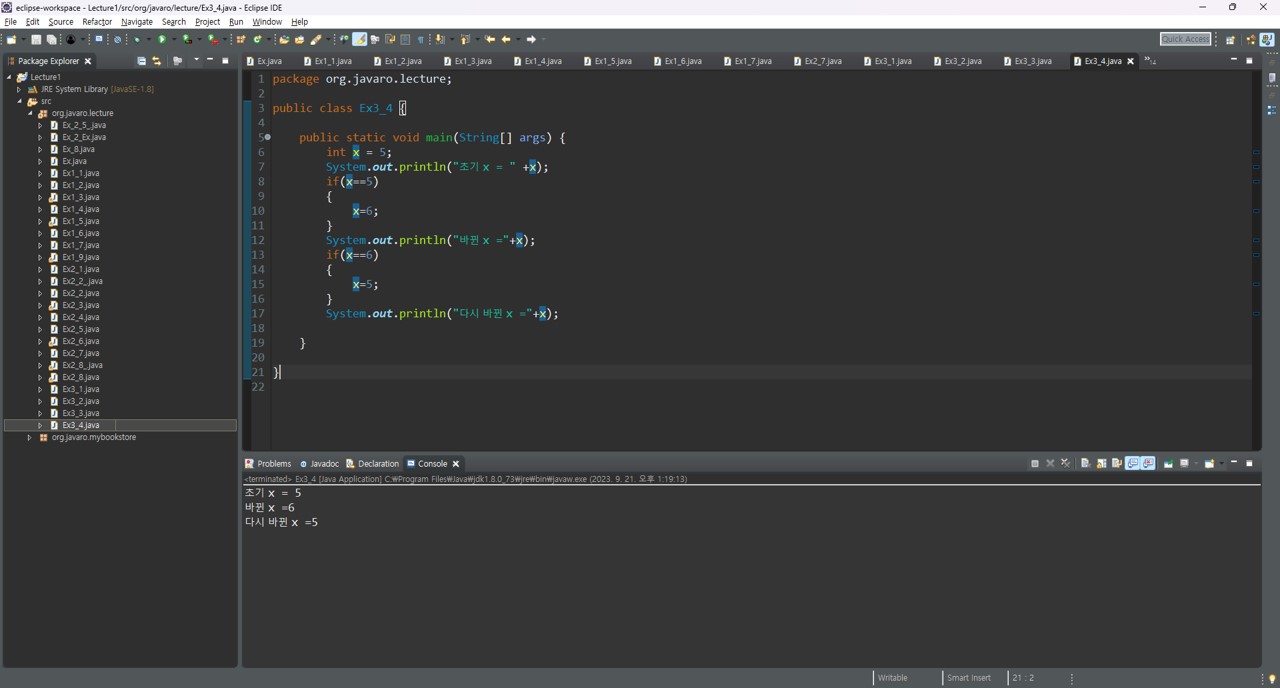 eclipse-workspace - Lecture1/src/org/javaro/lecture/Ex3_4.java - Eclipse IDE
File Edit Source Refactor Navigate Search Project Run Window Help
Quick Access
Package Explorer
Ex.java Ex1_1.java Ex1_2.java Ex1_3.java Ex1_4.java Ex1_5.java Ex1_6.java Ex1_7.java Ex2_7.java Ex3_1.java Ex3_2.java Ex3_3.java Ex3_4.java
Lecture1
JRE System Library [JavaSE-1.8]
src
org.javaro.lecture
Ex_2_5_.java
Ex_2_Ex.java
Ex_8.java
Ex.java
Ex1_1.java
Ex1_2.java
Ex1_3.java
Ex1_4.java
Ex1_5.java
Ex1_6.java
Ex1_7.java
Ex1_9.java
Ex2_1.java
Ex2_2_.java
Ex2_2.java
Ex2_3.java
Ex2_4.java
Ex2_5.java
Ex2_6.java
Ex2_7.java
Ex2_8_.java
Ex2_8.java
Ex3_1.java
Ex3_2.java
Ex3_3.java
Ex3_4.java
org.javaro.mybookstore
1 package org.javaro.lecture;
2
3 public class Ex3_4 {
4
5 public static void main(String[] args) {
6 int x = 5;
7 System.out.println("초기 x = " +x);
8 if(x==5)
9 {
10 x=6;
11 }
12 System.out.println("바뀐 x ="+x);
13 if(x==6)
14 {
15 x=5;
16 }
17 System.out.println("다시 바뀐 x ="+x);
18
19 }
20
21 }
22
Problems Javadoc Declaration Console
<terminated> Ex3_4 [Java Application] C:₩Program Files₩Java₩jdk1.8.0_73₩jre₩bin₩javaw.exe (2023. 9. 21. 오후 1:19:13)
초기 x = 5
바뀐 x =6
다시 바뀐 x =5
Writable Smart Insert 21 : 2